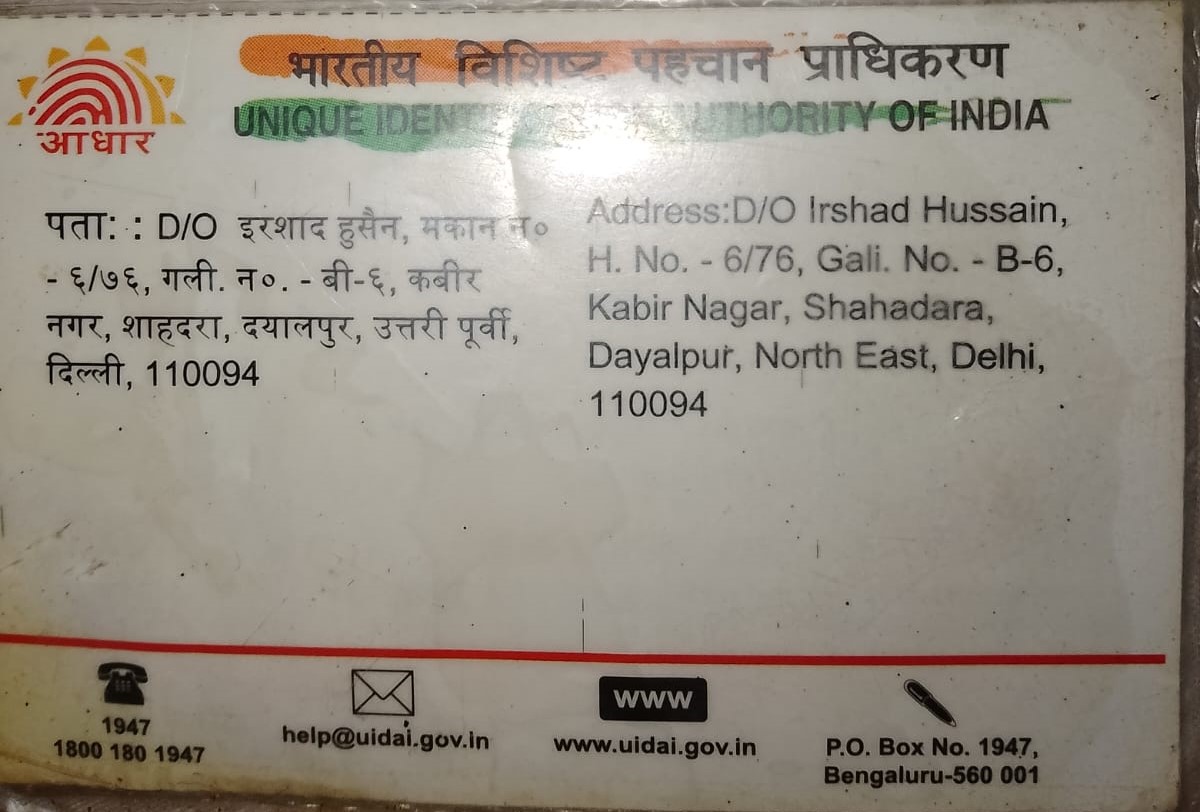 भारतीय विशिष्ट पहचान प्राधिकरण
UNIQUE IDENT AUTHORITY OF INDIA
आधार
पता: : D/O इरशाद हुसैन, मकान न०
- ६/७६, गली. न०. - बी-६, कबीर
नगर, शाहदरा, दयालपुर, उत्तरी पूर्वी,
दिल्ली, 110094
Address:D/O Irshad Hussain,
H. No. - 6/76, Gali. No. - B-6,
Kabir Nagar, Shahadara,
Dayalpur, North East, Delhi,
110094
1947
1800 180 1947
help@uidai.gov.in
www
www.uidai.gov.in
P.O. Box No. 1947,
Bengaluru-560 001